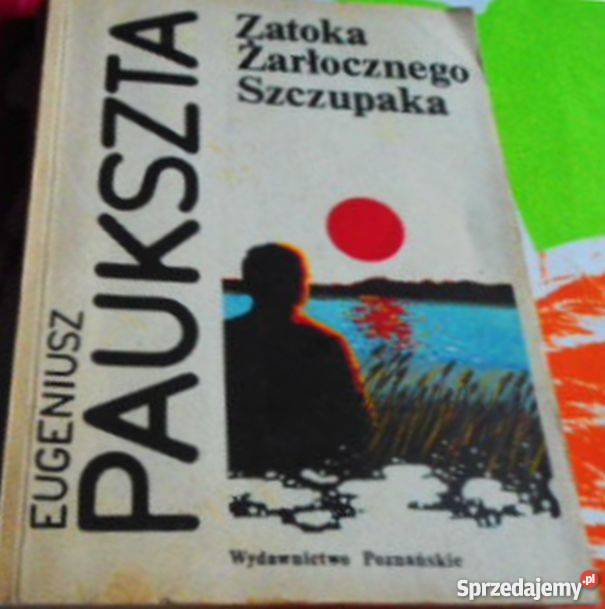 Zatoka
Żarłocznego
Szczupaka
EUGENIUSZ
PAUKSZTA
Wydawnictwo Poznańskie
Sprzedajemy.pl